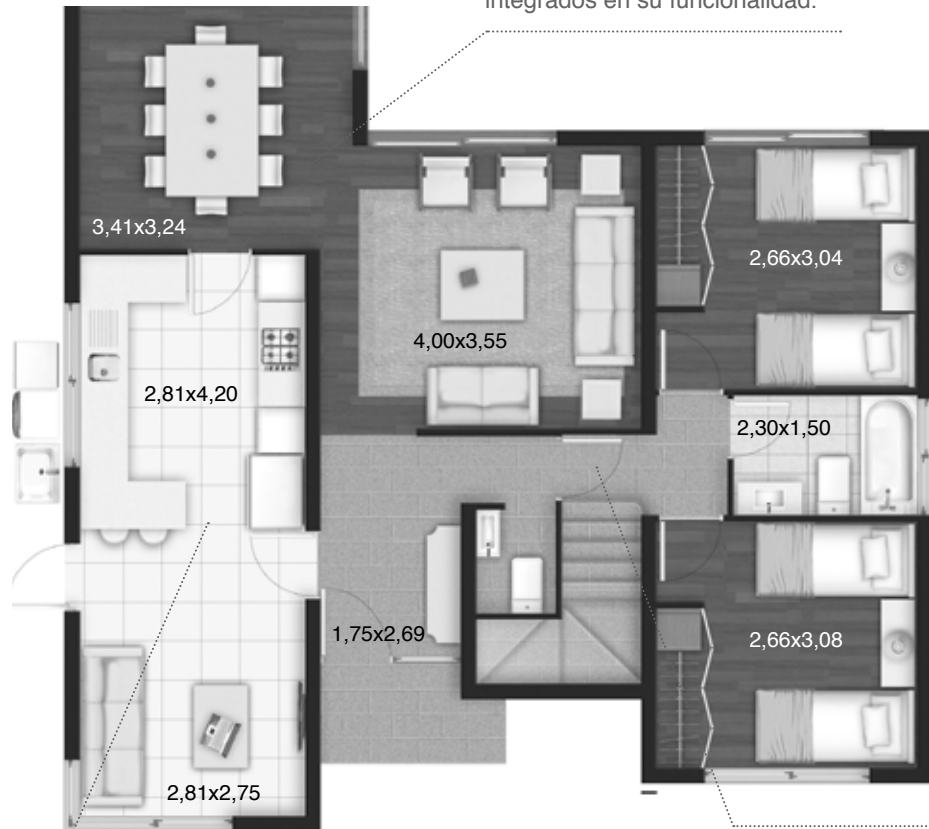 integrados en su funcionalidad.
3,41x3,24
2,66x3,04
4,00x3,55
2,81x4,20
2,30x1,50
1,75x2,69
2,66x3,08
2,81x2,75